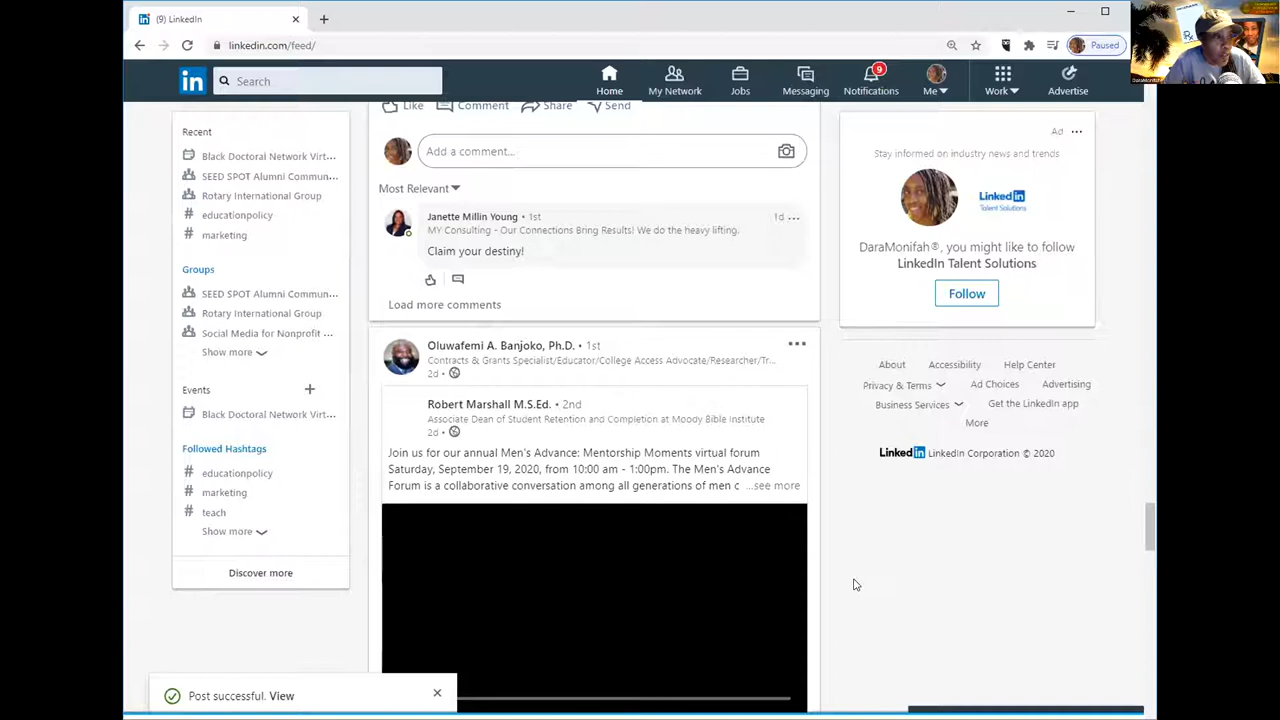 (9) LinkedIn
linkedin.com/feed/
Paused
in
Search
Home
My Network
Jobs
Messaging
9
Notifications
Me
Work
Advertise
Recent
Black Doctoral Network Virt...
SEED SPOT Alumni Commun...
Rotary International Group
# educationpolicy
# marketing
Groups
SEED SPOT Alumni Commun...
Rotary International Group
Social Media for Nonprofit ...
Show more
Events +
Black Doctoral Network Virt...
Followed Hashtags
# educationpolicy
# marketing
# teach
Show more
Discover more
Like Comment Share Send
Add a comment...
Most Relevant
Janette Millin Young • 1st 1d ...
MY Consulting - Our Connections Bring Results! We do the heavy lifting.
Claim your destiny!
Load more comments
Oluwafemi A. Banjoko, Ph.D. • 1st
Contracts & Grants Specialist/Educator/College Access Advocate/Researcher/Tr...
2d •
Robert Marshall M.S.Ed. • 2nd
Associate Dean of Student Retention and Completion at Moody Bible Institute
2d •
Join us for our annual Men's Advance: Mentorship Moments virtual forum
Saturday, September 19, 2020, from 10:00 am - 1:00pm. The Men's Advance
Forum is a collaborative conversation among all generations of men c ...see more
Ad ...
Stay informed on industry news and trends
Linked in
Talent Solutions
DaraMonifah®, you might like to follow
LinkedIn Talent Solutions
Follow
About Accessibility Help Center
Privacy & Terms Ad Choices Advertising
Business Services Get the LinkedIn app
More
Linked in LinkedIn Corporation © 2020
Post successful. View